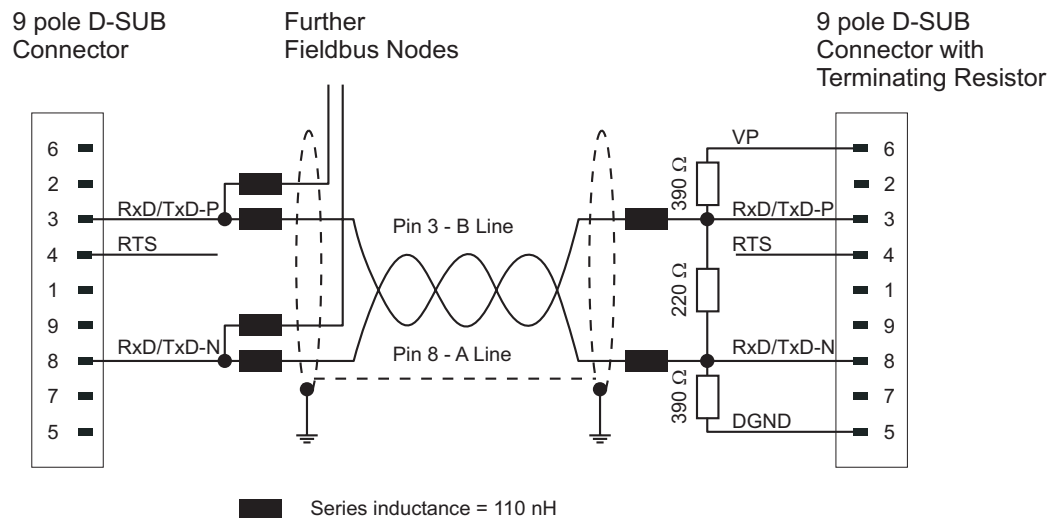 9 pole D-SUB
Connector
Further
Fieldbus Nodes
9 pole D-SUB
Connector with
Terminating Resistor
6
2
3
4
1
9
8
7
5
RxD/TxD-P
RTS
RxD/TxD-N
Pin 3 - B Line
Pin 8 - A Line
390 Ω
220 Ω
390 Ω
VP
RxD/TxD-P
RTS
RxD/TxD-N
DGND
6
2
3
4
1
9
8
7
5
Series inductance = 110 nH